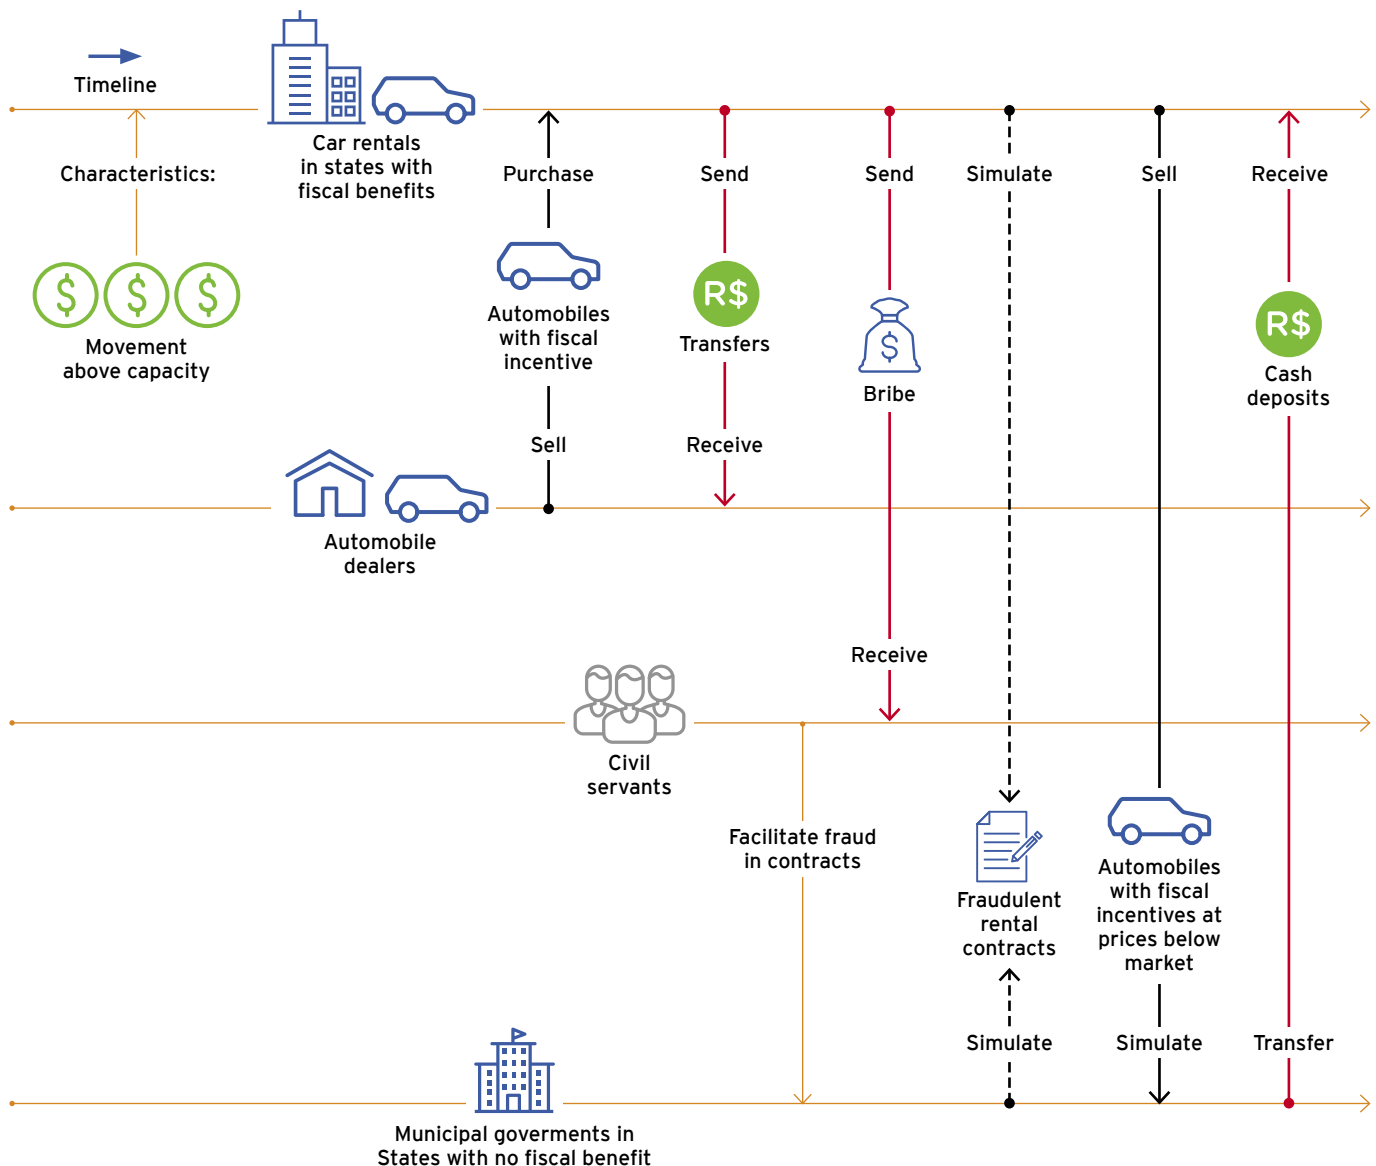 Timeline
Car rentals
in states with
fiscal benefits
Characteristics:
Purchase
Send
Send
Simulate
Sell
Receive
$
$
$
Movement
above capacity
Automobiles
with fiscal
incentive
R$
Transfers
$
Bribe
R$
Cash
deposits
Sell
Receive
Automobile
dealers
Receive
Civil
servants
Facilitate fraud
in contracts
Fraudulent
rental
contracts
Automobiles
with fiscal
incentives at
prices below
market
Simulate
Simulate
Transfer
Municipal goverments in
States with no fiscal benefit